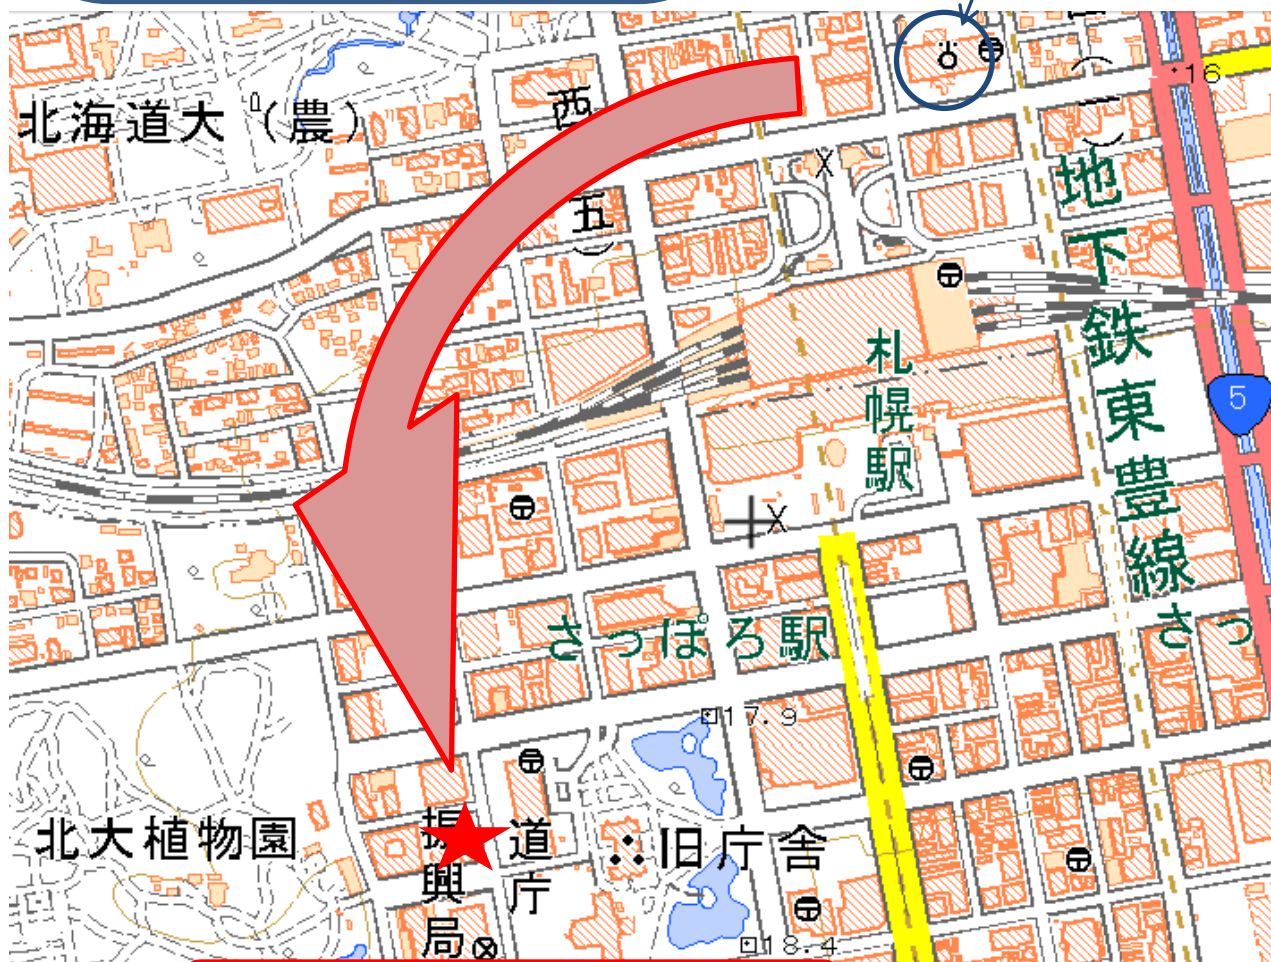 16
北海道大(農)
西
五
)
地下鉄東豊線
さっ
札幌駅
5
さっぽろ駅
17.9
北大植物園
振興局
道庁
旧庁舎
18.4